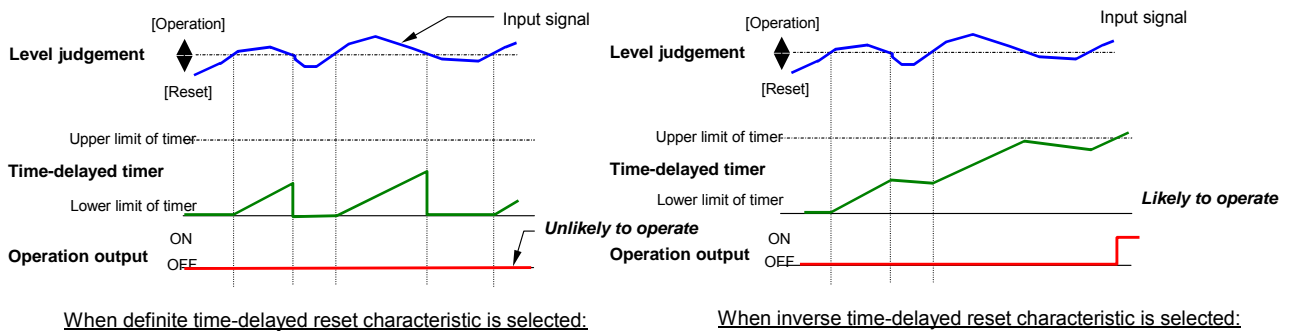 [Operation]
Input signal
Level judgement
[Reset]
Upper limit of timer
Time-delayed timer
Lower limit of timer
Unlikely to operate
ON
Operation output
OFF
When definite time-delayed reset characteristic is selected:
Input signal
[Operation]
Level judgement
[Reset]
Upper limit of timer
Time-delayed timer
Lower limit of timer
Likely to operate
ON
Operation output
OFF
When inverse time-delayed reset characteristic is selected: